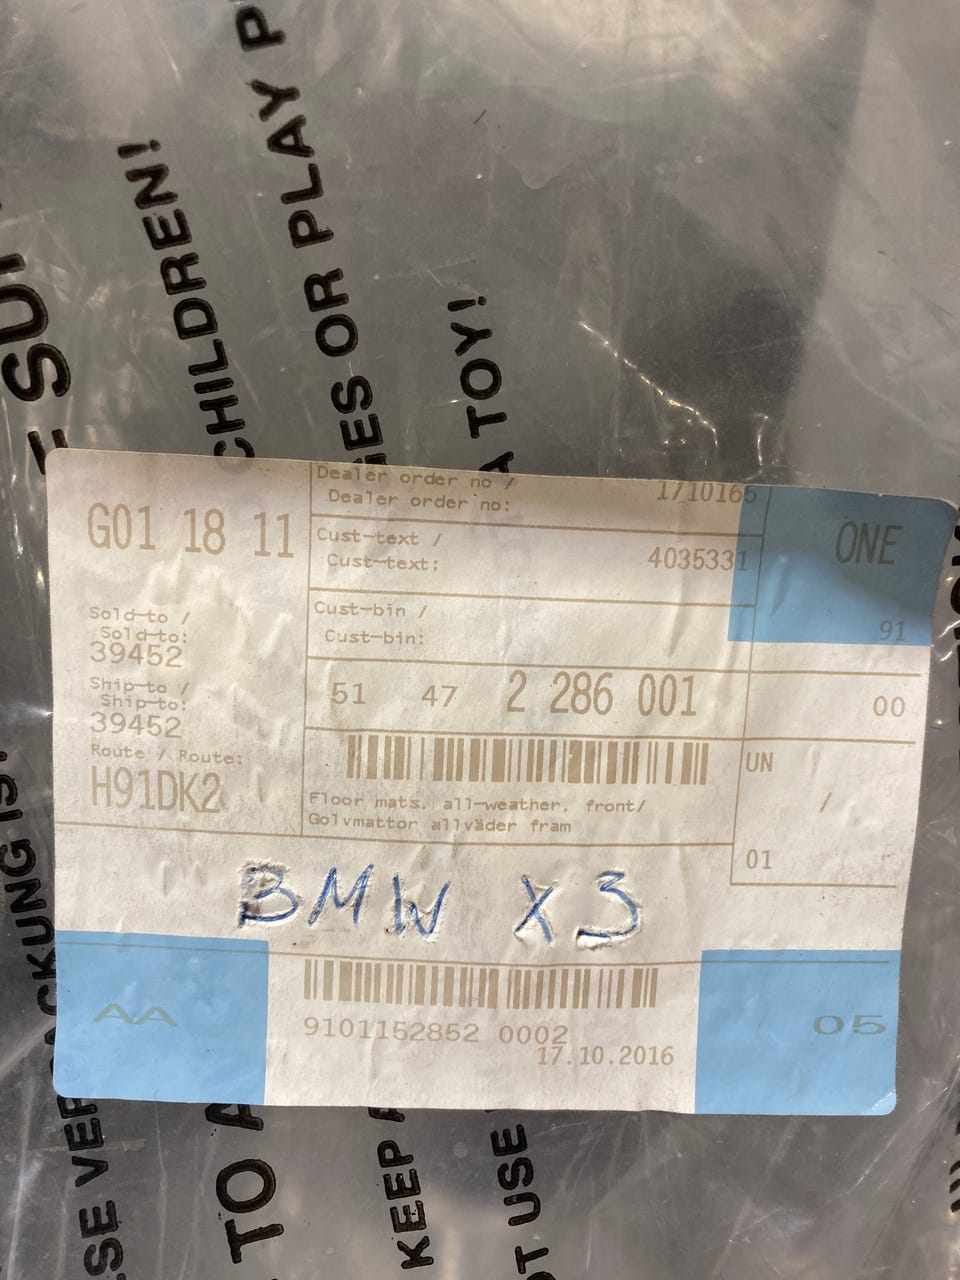 CHILDREN!
GES OR PLAY P
A TOY!
Dealer order no /
Dealer order no:
1710165
G01 18 11
ONE
Cust-text /
Cust-text:
4035331
Cust-bin /
Cust-bin:
91
Sold-to /
Sold-to:
39452
51 47 2 286 001
00
Ship-to /
Ship-to:
39452
Route / Route:
H91DK2
UN
/
Floor mats, all-weather, front/
Golvmattor allväder fram
01
BMW X3
AA
9101152852 0002
17.10.2016
05
TO A
KEEP A
OT USE